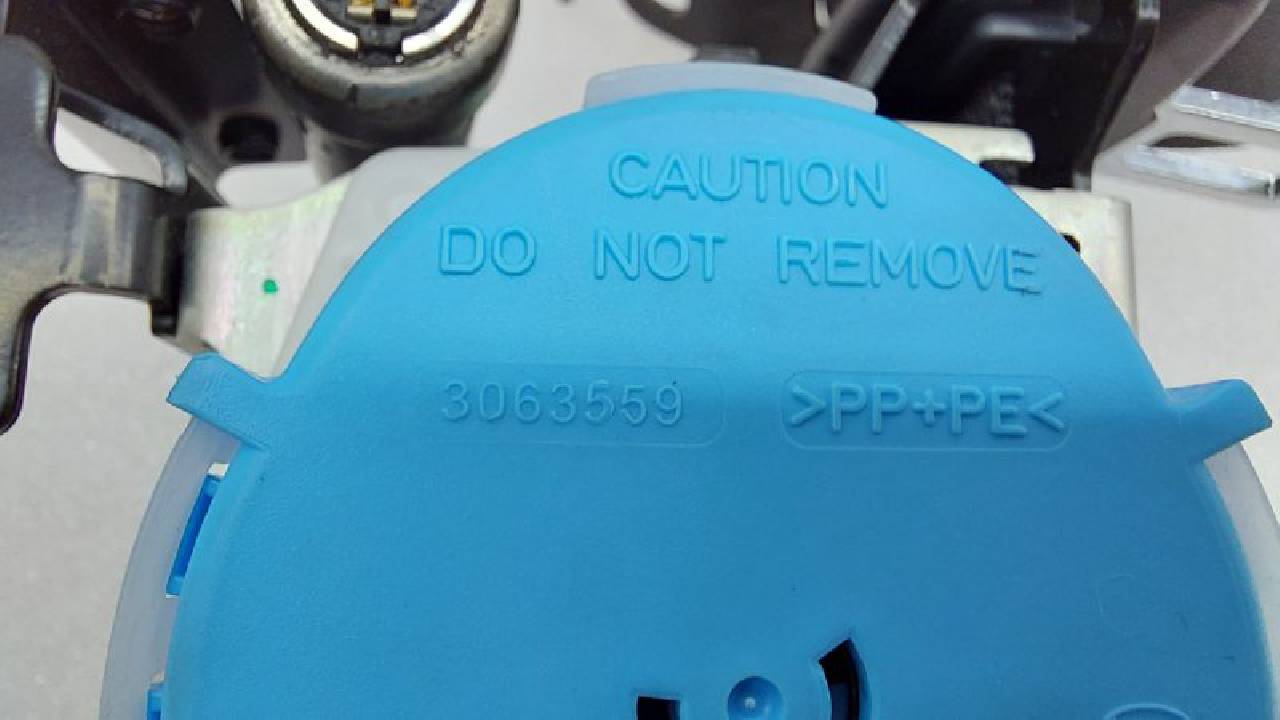 CAUTION
DO NOT REMOVE
3063559 >PP+PE<